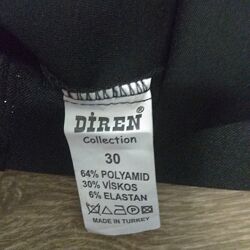 DİREN
Collection
30
64% POLYAMID
30% VİSKOS
6% ELASTAN
MADE IN TURKEY